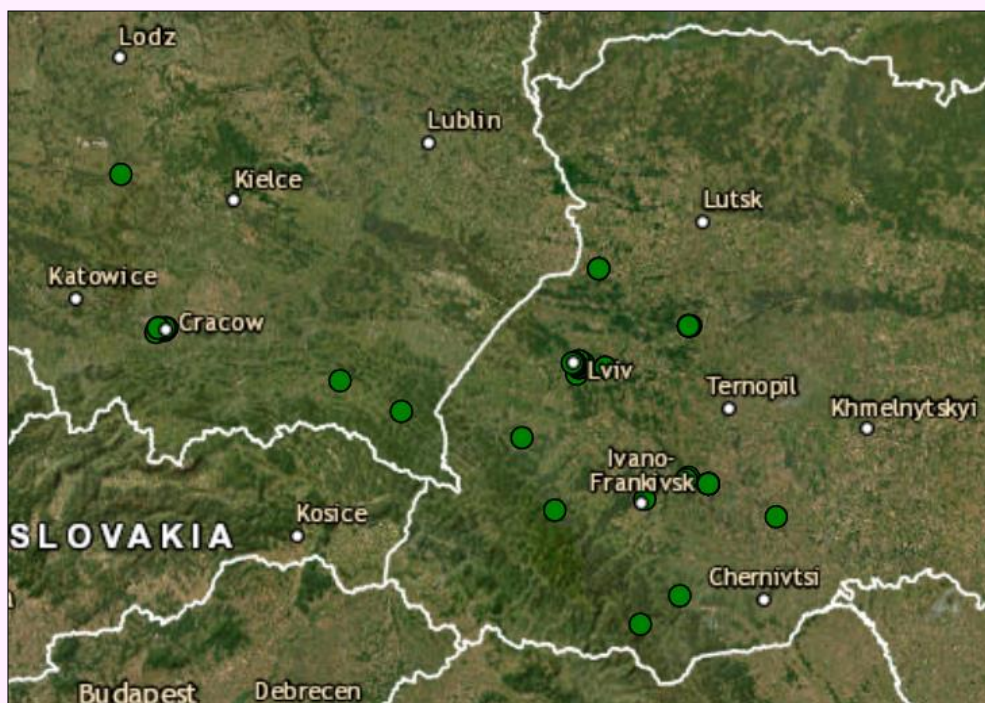 Lodz
Lublin
Kielce
Lutsk
Katowice
Cracow
Lviv
Ternopil
Khmelnytskyi
Ivano-
Frankivsk
Kosice
SLOVAKIA
Chernivtsi
Budapest
Debrecen